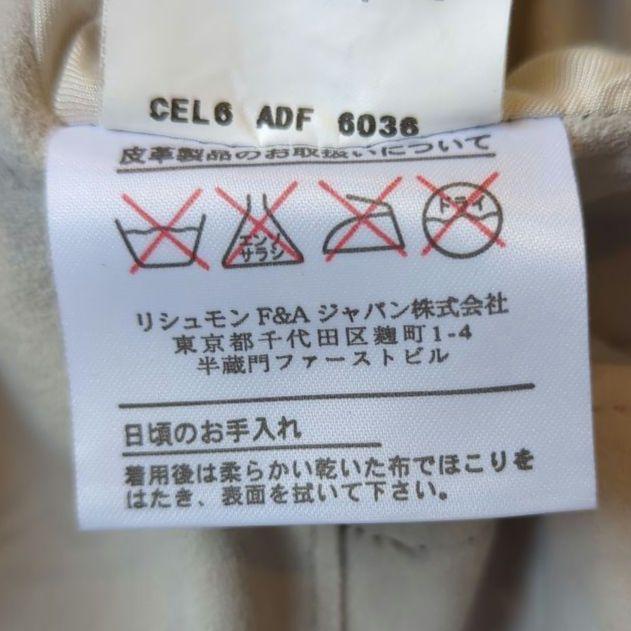 CEL6 ADF 6036
皮革製品のお取扱いについて
エンソ
サラシ
ドライ
リシュモン F&A ジャパン株式会社
東京都千代田区麹町1-4
半蔵門ファーストビル
日頃のお手入れ
着用後は柔らかい乾いた布でほこりを
はたき、表面を拭いて下さい。